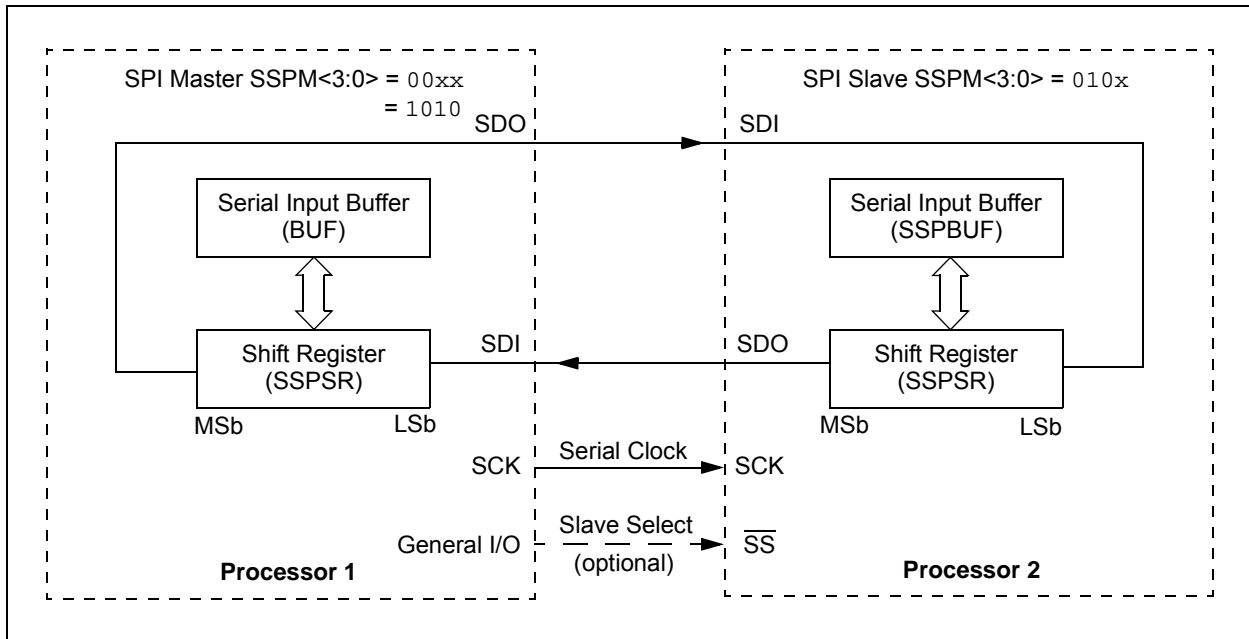 SPI Master SSPM<3:0> = 00xx
= 1010
SDO
Serial Input Buffer
(BUF)
Shift Register
(SSPSR)
MSb
LSb
SDI
SCK
General I/O
Processor 1
Serial Clock
Slave Select
(optional)
SPI Slave SSPM<3:0> = 010x
SDI
Serial Input Buffer
(SSPBUF)
SDO
Shift Register
(SSPSR)
MSb
LSb
SCK
S̅S̅
Processor 2